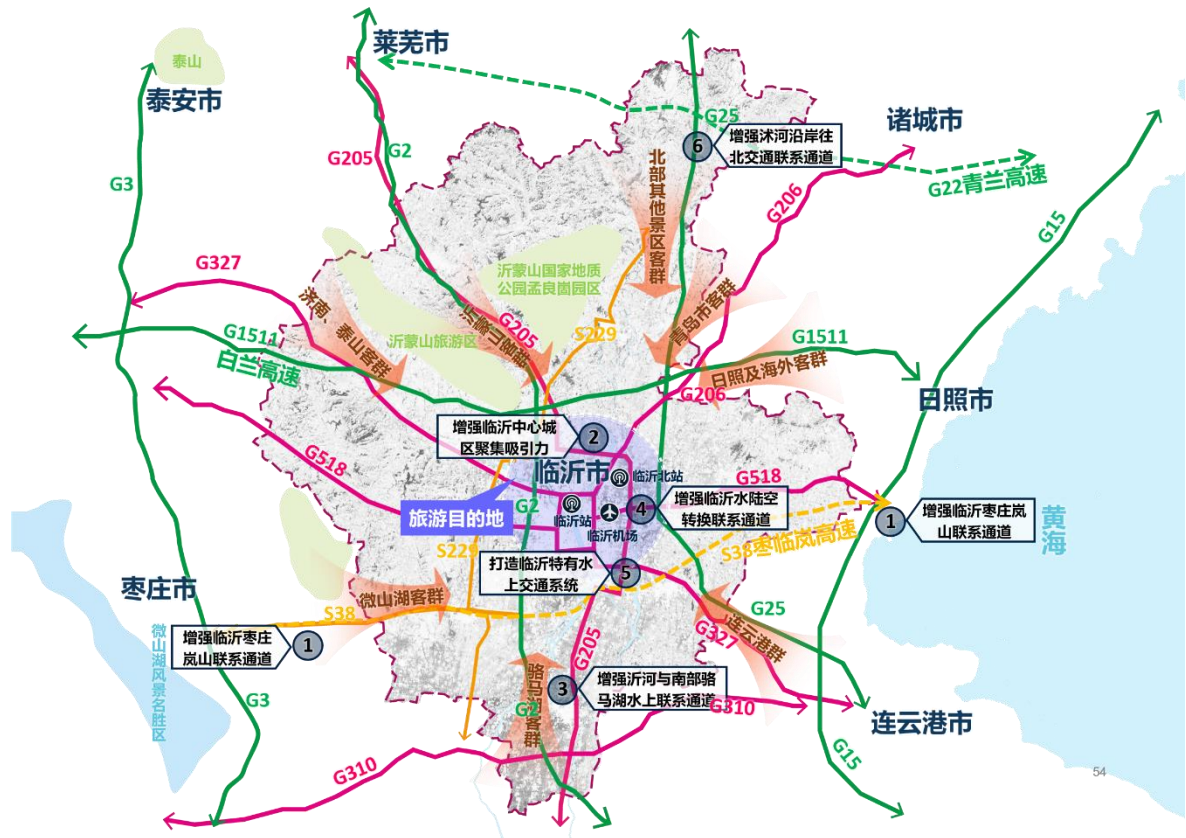 莱芜市
泰山
泰安市
G3
G205
G2
G25
6
增强沭河沿岸往
北交通联系通道
诸城市
G22青兰高速
G206
G15
北部其他景区客群
G327
济南、泰山客群
沂蒙山国家地质
公园孟良崮园区
沂蒙山旅游区
沂蒙山客群
G205
S229
青岛市客群
G1511
白兰高速
G1511
日照及海外客群
G206
日照市
增强临沂中心城
区聚集吸引力
2
临沂市
临沂北站
G518
G518
旅游目的地
G2
临沂站
临沂机场
4
增强临沂水陆空
转换联系通道
1
增强临沂枣庄岚
山联系通道
黄海
S38枣临岚高速
S229
打造临沂特有水
上交通系统
5
枣庄市
微山湖客群
S38
增强临沂枣庄
岚山联系通道
1
微山湖风景名胜区
G25
G327
连云港群
G205
骆马湖客群
G2
3
增强沂河与南部骆
马湖水上联系通道
G310
G3
连云港市
G15
G310
54